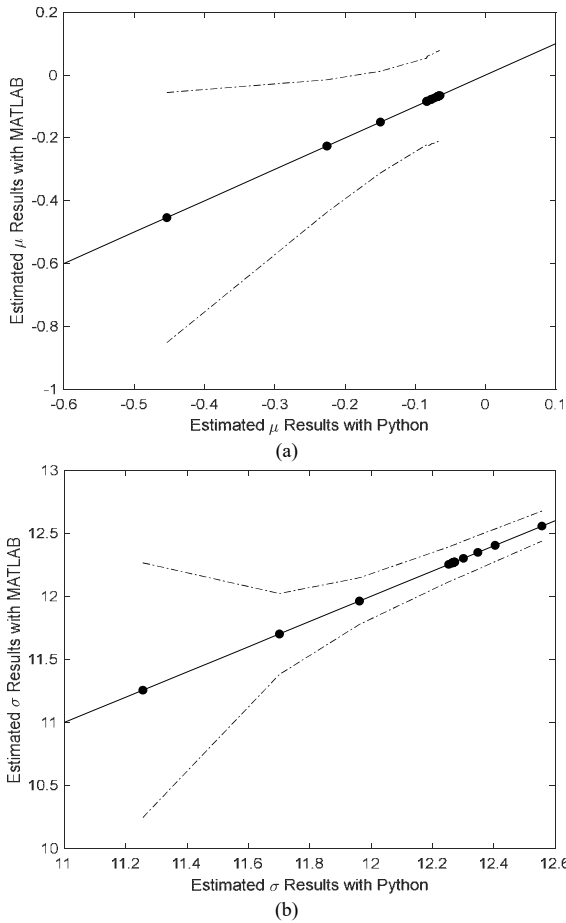 0.2
0
-0.2
-0.4
-0.6
-0.8
-1
Estimated μ Results with MATLAB
-0.6 -0.5 -0.4 -0.3 -0.2 -0.1 0 0.1
Estimated μ Results with Python
(a)
13
12.5
12
11.5
11
10.5
10
Estimated σ Results with MATLAB
11 11.2 11.4 11.6 11.8 12 12.2 12.4 12.6
Estimated σ Results with Python
(b)